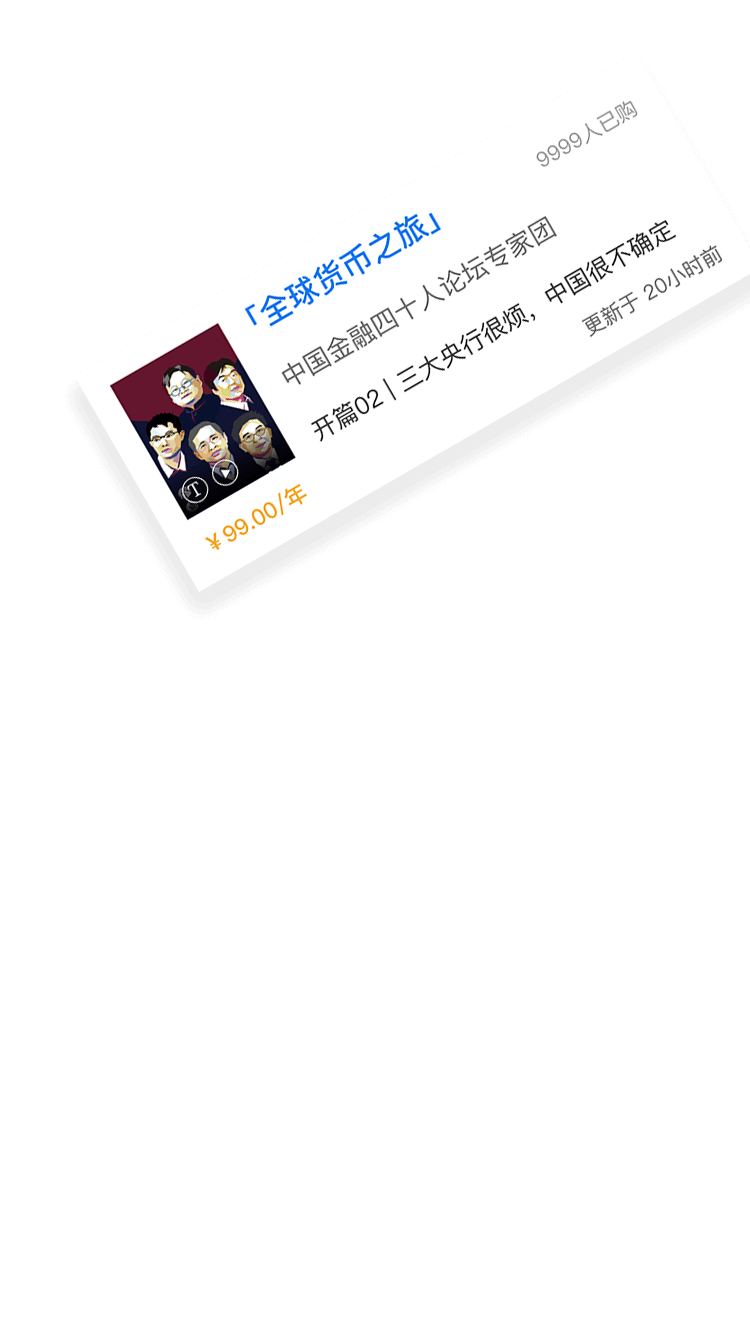 9999人已购
「全球货币之旅」
中国金融四十人论坛专家团
开篇02 | 三大央行很烦，中国很不确定
更新于 20小时前
T
￥99.00/年